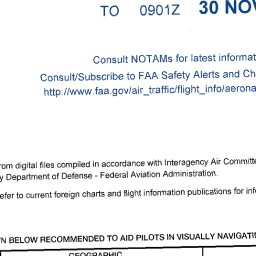 TO 0901Z 30 NOV
Consult NOTAMs for latest informat
Consult/Subscribe to FAA Safety Alerts and Ch
http://www.faa.gov/air_traffic/flight_info/aerona
rom digital files compiled in accordance with Interagency Air Committe
y Department of Defense - Federal Aviation Administration.
efer to current foreign charts and flight information publications for inf
N BELOW RECOMMENDED TO AID PILOTS IN VISUALLY NAVIGATIN
GEOGRAPHIC